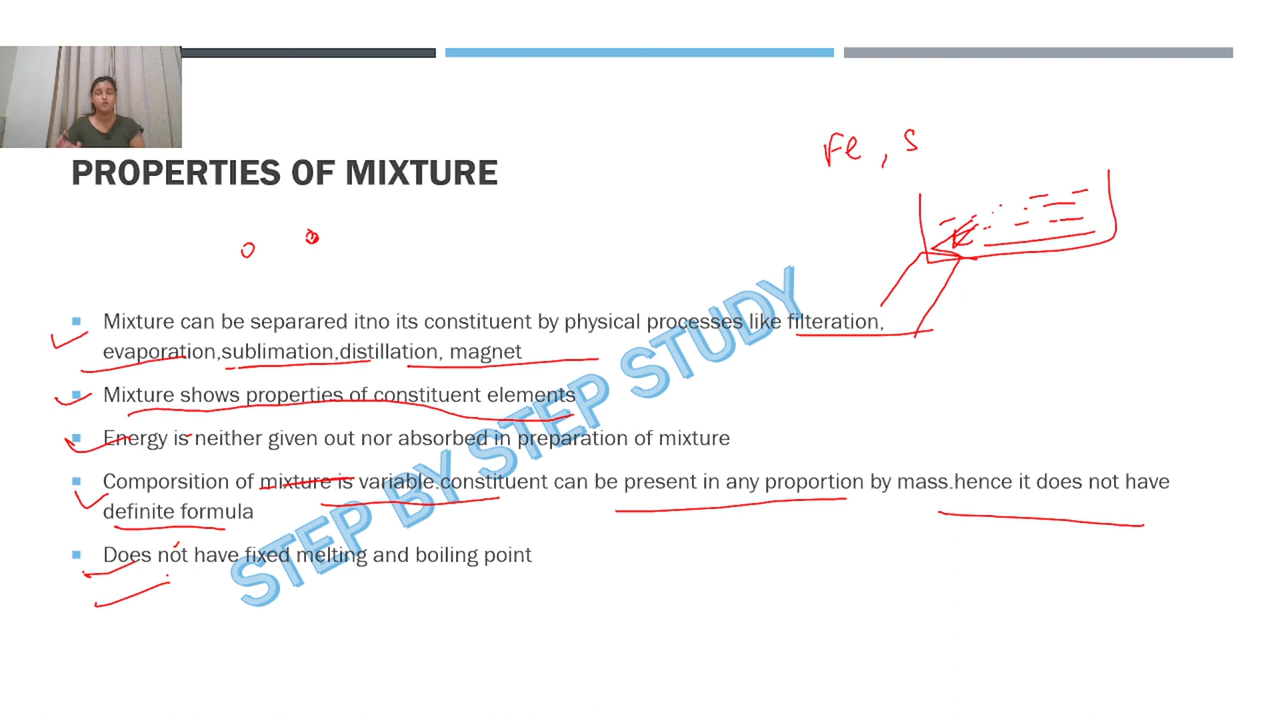 Fe, S
PROPERTIES OF MIXTURE
Mixture can be separared itno its constituent by physical processes like filteration,
evaporation,sublimation,distillation, magnet
Mixture shows properties of constituent elements
Energy is neither given out nor absorbed in preparation of mixture
Comporsition of mixture is variable.constituent can be present in any proportion by mass.hence it does not have
definite formula
Does not have fixed melting and boiling point
STEP BY STEP STUDY